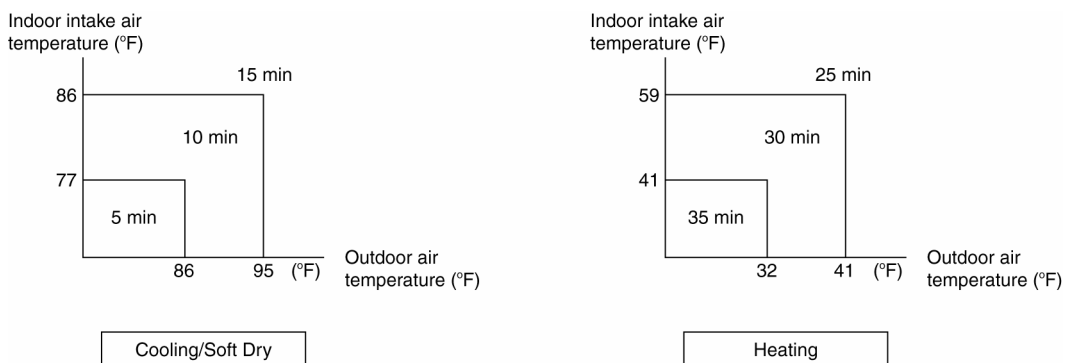 Indoor intake air
temperature (°F)
15 min
86
10 min
77
5 min
86 95 (°F)
Outdoor air
temperature (°F)
Cooling/Soft Dry
Indoor intake air
temperature (°F)
25 min
59
30 min
41
35 min
32 41 (°F)
Outdoor air
temperature (°F)
Heating